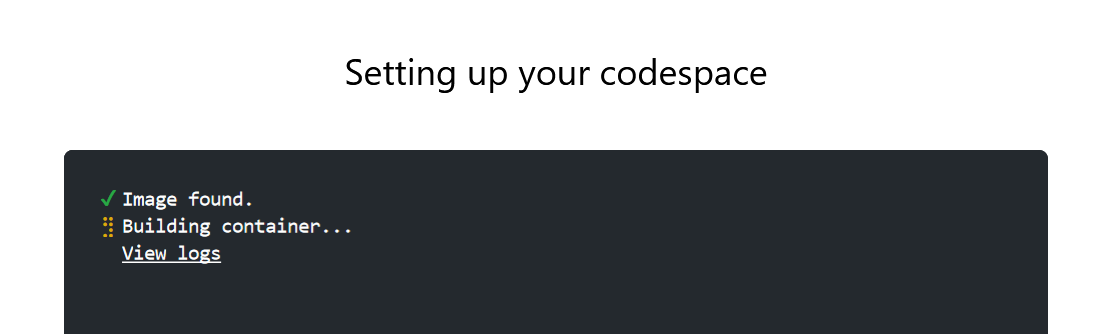 Setting up your codespace
✓ Image found.
Building container...
View logs